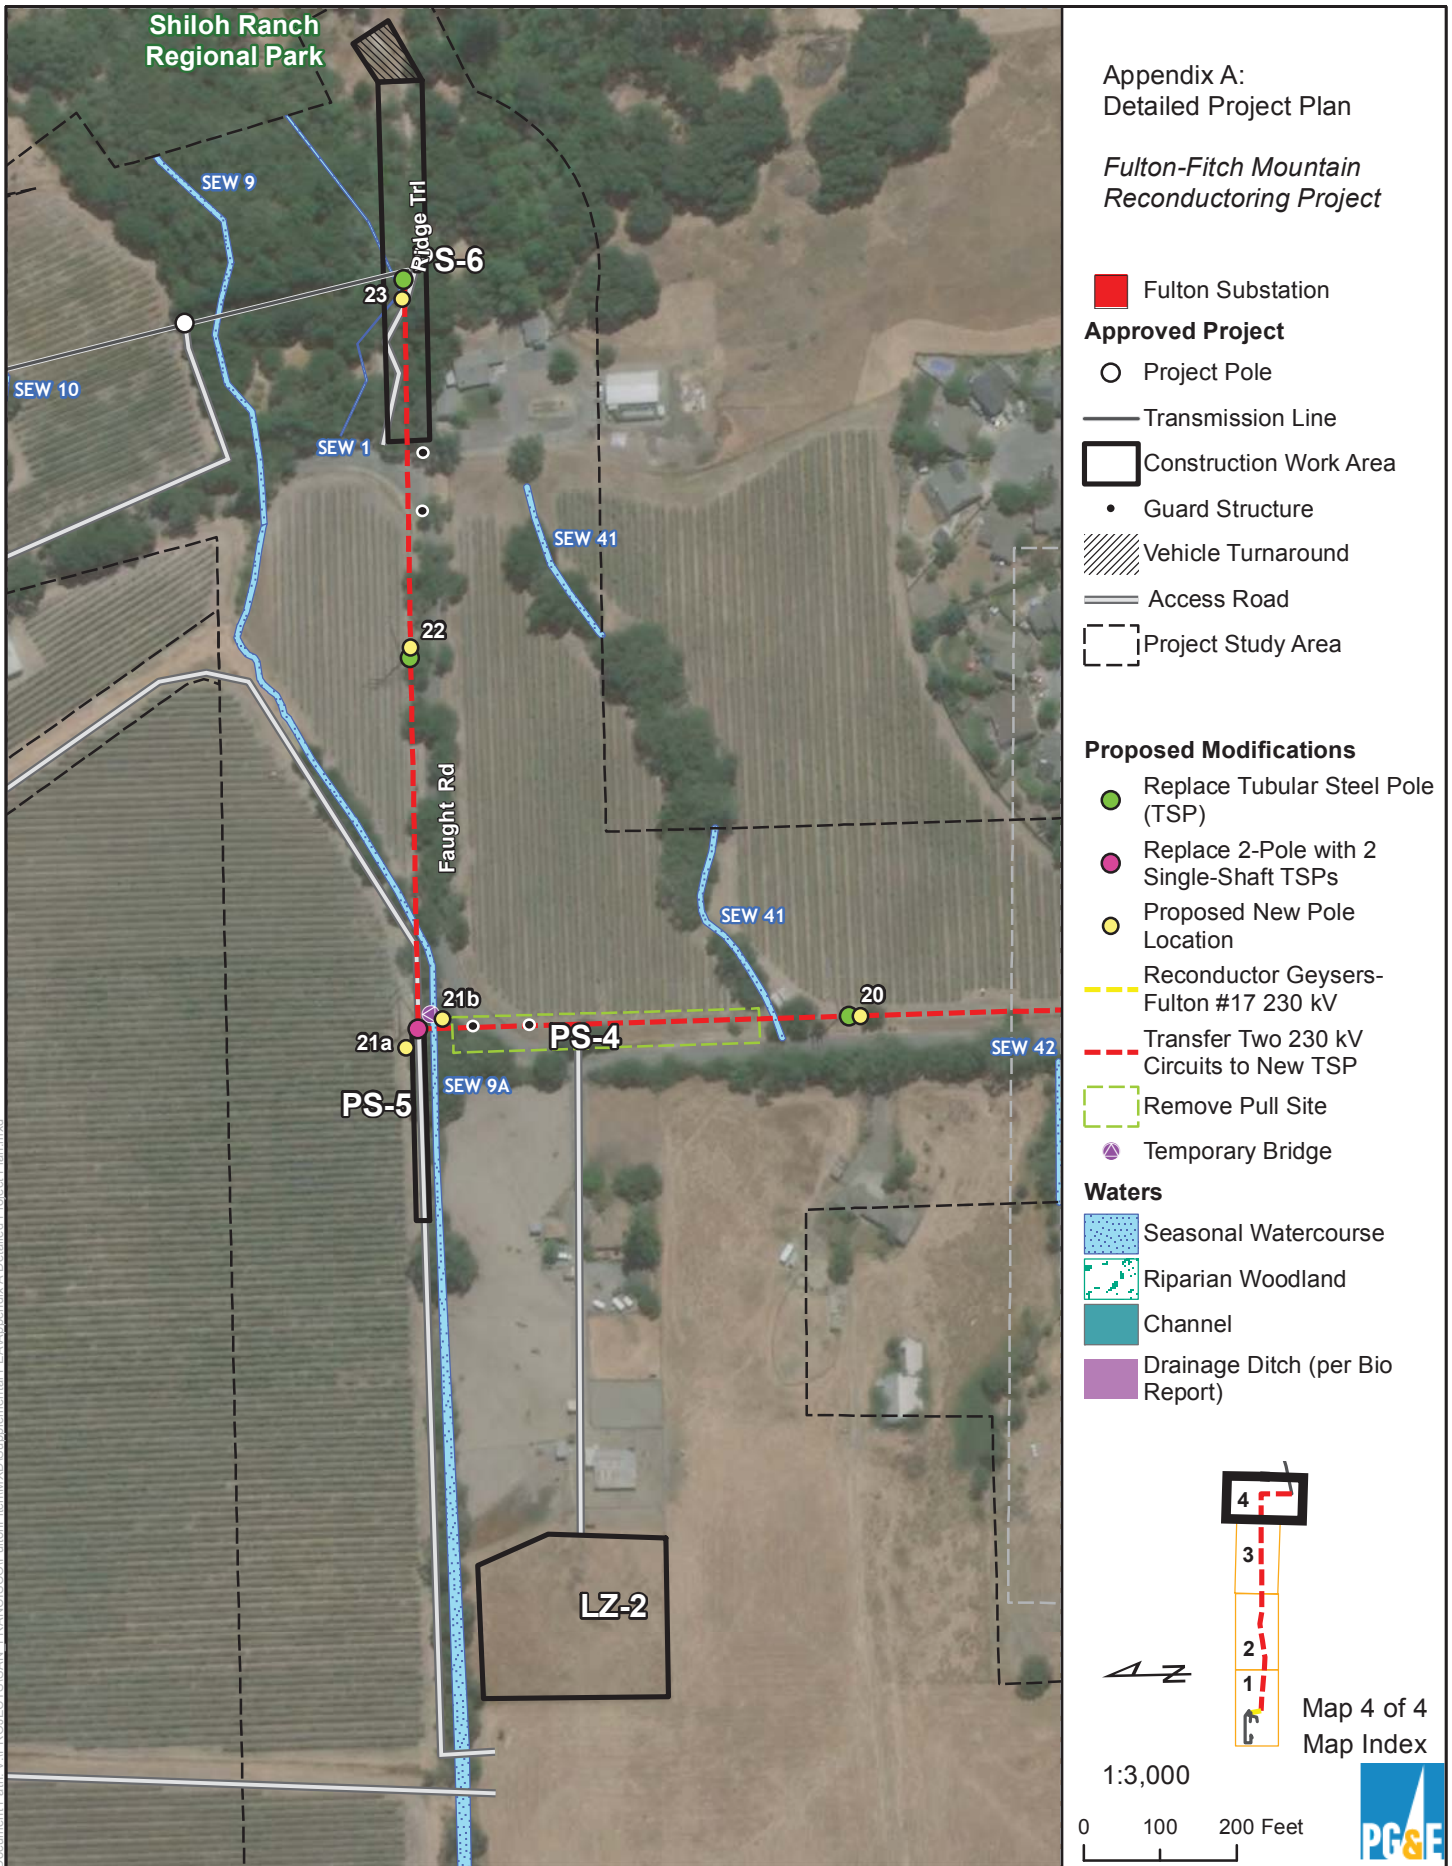 Shiloh Ranch
Regional Park
SEW 9
Ridge Trl
PS-6
23
SEW 10
SEW 1
SEW 41
22
Faught Rd
SEW 41
20
21b
21a
PS-4
SEW 42
SEW 9A
PS-5
LZ-2
Appendix A:
Detailed Project Plan
Fulton-Fitch Mountain
Reconductoring Project
Fulton Substation
Approved Project
Project Pole
Transmission Line
Construction Work Area
Guard Structure
Vehicle Turnaround
Access Road
Project Study Area
Proposed Modifications
Replace Tubular Steel Pole
(TSP)
Replace 2-Pole with 2
Single-Shaft TSPs
Proposed New Pole
Location
Reconductor Geysers-
Fulton #17 230 kV
Transfer Two 230 kV
Circuits to New TSP
Remove Pull Site
Temporary Bridge
Waters
Seasonal Watercourse
Riparian Woodland
Channel
Drainage Ditch (per Bio
Report)
4
3
2
1
N
Map 4 of 4
Map Index
1:3,000
0 100 200 Feet
PG&E